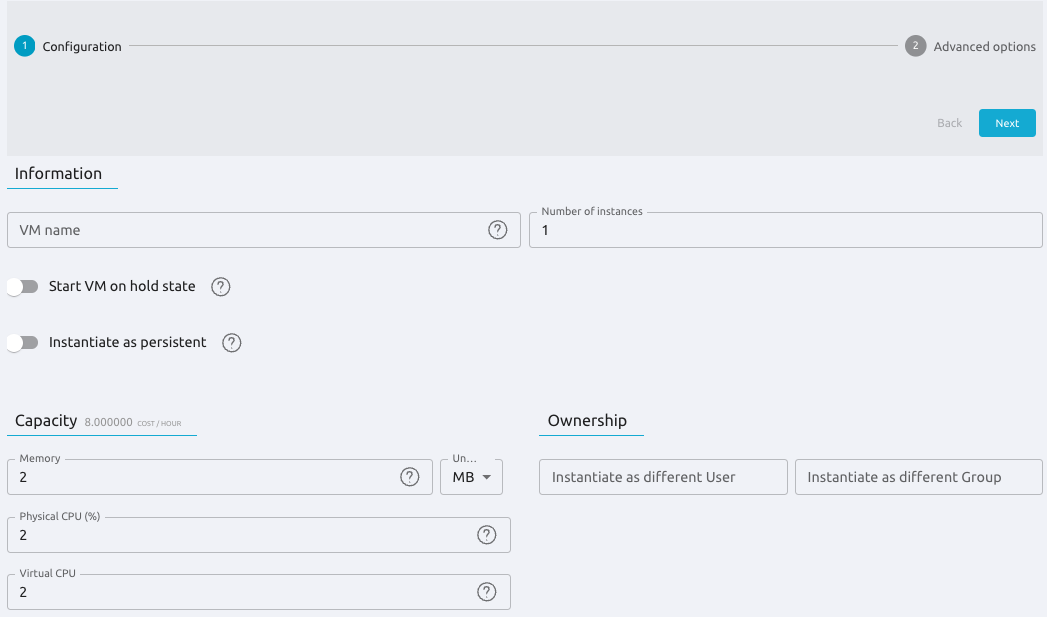 1 Configuration
2 Advanced options
Back Next
Information
VM name ?
Number of instances
1
Start VM on hold state ?
Instantiate as persistent ?
Capacity 8.000000 COST / HOUR
Ownership
Memory
2 ?
Un...
MB
Instantiate as different User
Instantiate as different Group
Physical CPU (%)
2 ?
Virtual CPU
2 ?